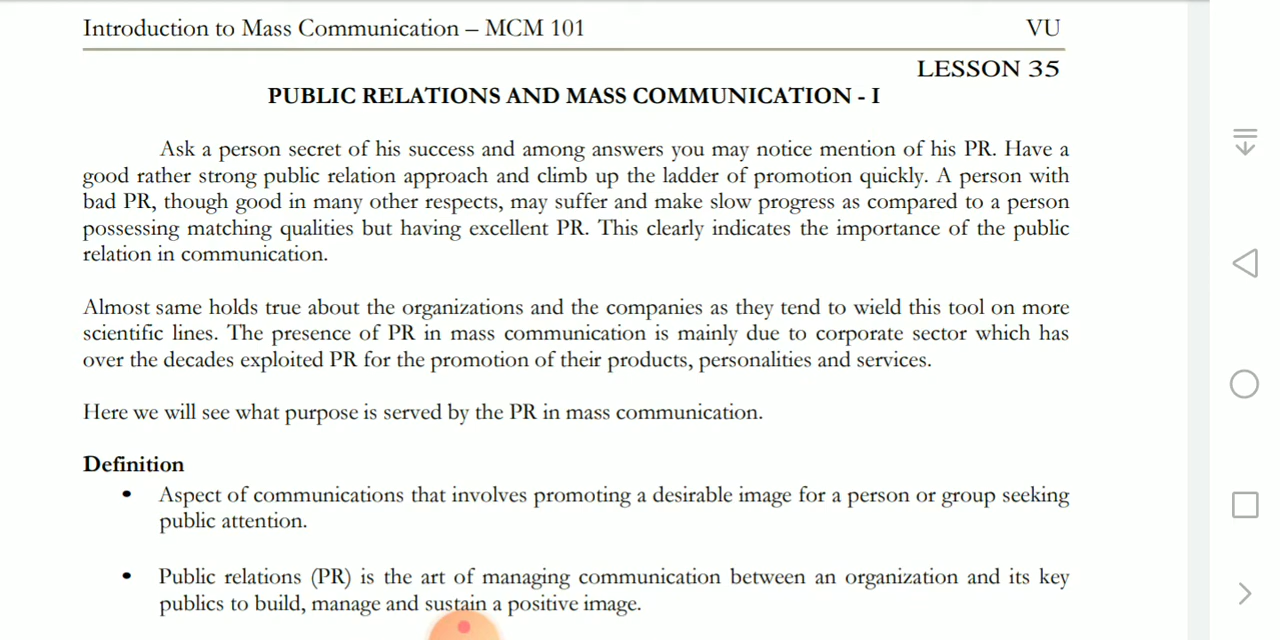 Introduction to Mass Communication – MCM 101 VU
LESSON 35
PUBLIC RELATIONS AND MASS COMMUNICATION - I
Ask a person secret of his success and among answers you may notice mention of his PR. Have a
good rather strong public relation approach and climb up the ladder of promotion quickly. A person with
bad PR, though good in many other respects, may suffer and make slow progress as compared to a person
possessing matching qualities but having excellent PR. This clearly indicates the importance of the public
relation in communication.
Almost same holds true about the organizations and the companies as they tend to wield this tool on more
scientific lines. The presence of PR in mass communication is mainly due to corporate sector which has
over the decades exploited PR for the promotion of their products, personalities and services.
Here we will see what purpose is served by the PR in mass communication.
Definition
• Aspect of communications that involves promoting a desirable image for a person or group seeking
public attention.
• Public relations (PR) is the art of managing communication between an organization and its key
publics to build, manage and sustain a positive image.